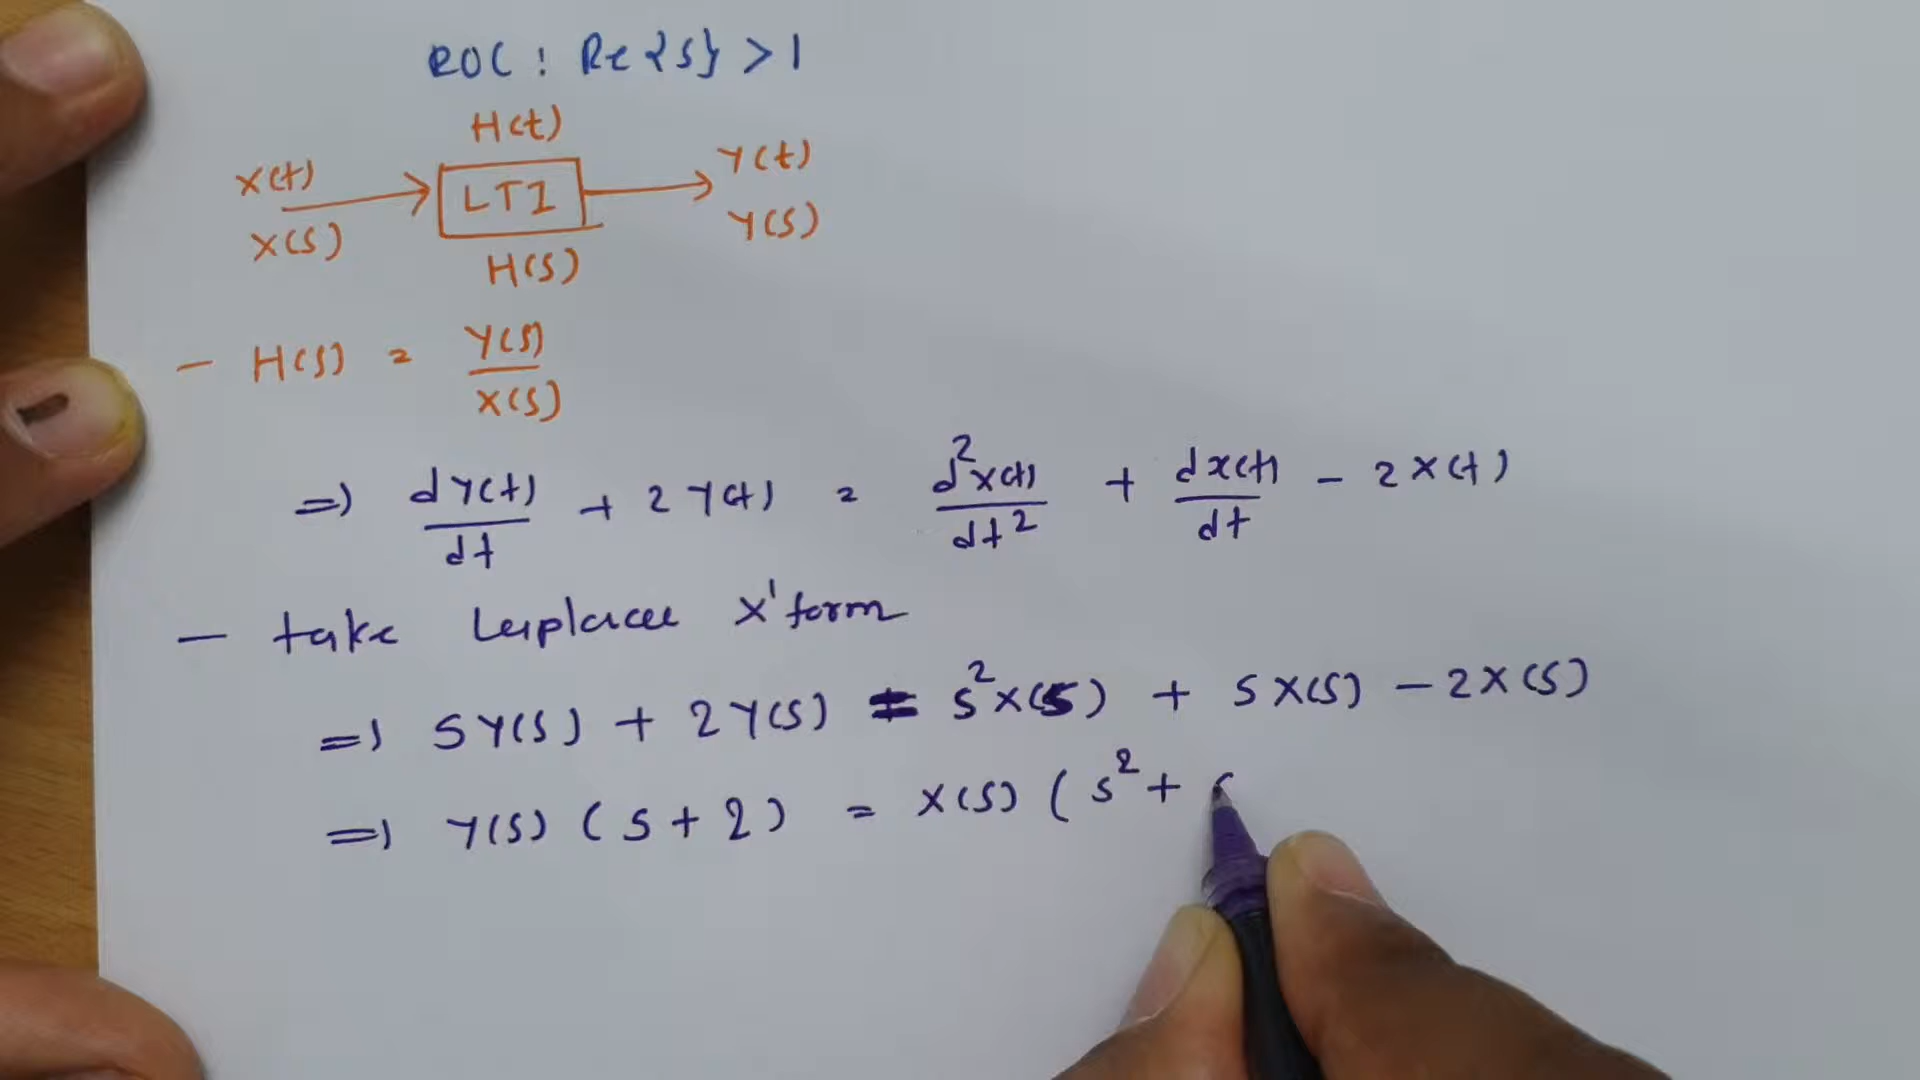 ROC : Re{s} > 1
H(t)
x(t) LTI y(t)
X(s) Y(s)
H(s)
- H(s) = Y(s)/X(s)
=) dy(t)/dt + 2y(t) = d²x(t)/dt² + dx(t)/dt - 2x(t)
- take Laplace x'form
=) sY(s) + 2Y(s) = s²X(s) + sX(s) - 2X(s)
=) Y(s) (s+2) = X(s) (s² +